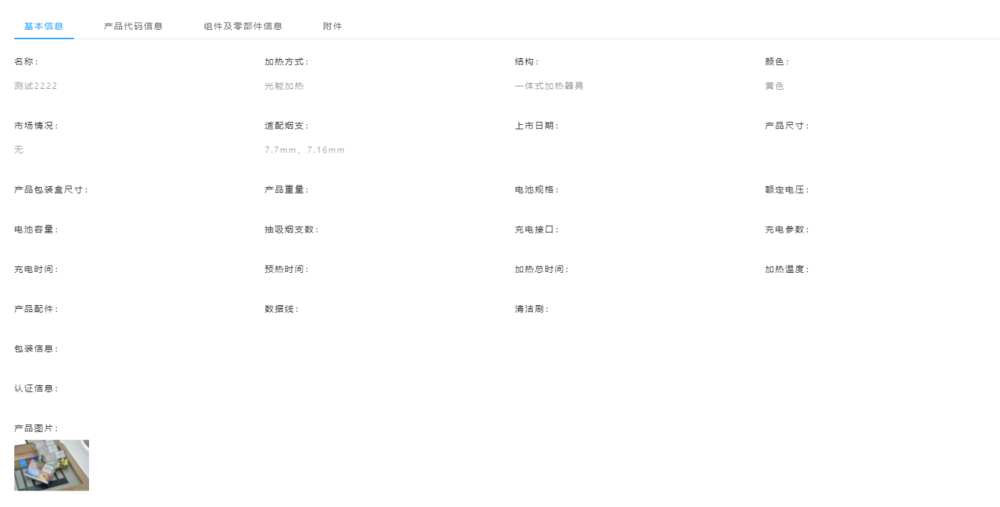 基本信息 产品代码信息 组件及零部件信息 附件
名称: 加热方式: 结构: 颜色:
测试2222 光能加热 一体式加热器具 黄色
市场情况: 适配烟支: 上市日期: 产品尺寸:
无 7.7mm、7.16mm
产品包装盒尺寸: 产品重量: 电池规格: 额定电压:
电池容量: 抽吸烟支数: 充电接口: 充电参数:
充电时间: 预热时间: 加热总时间: 加热温度:
产品配件: 数据线: 清洁刷:
包装信息:
认证信息:
产品图片: